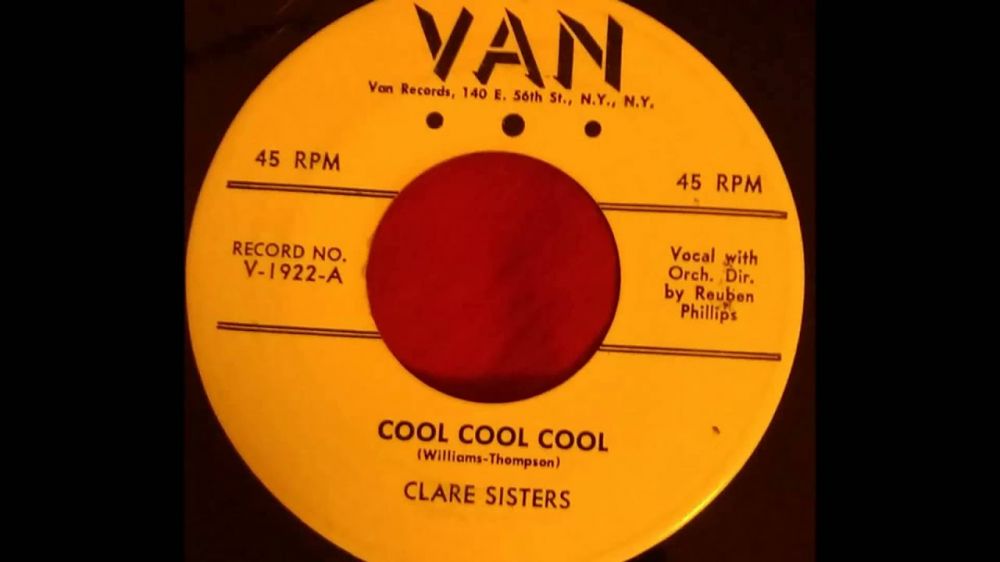 VAN
Van Records, 140 E. 56th St., N.Y., N.Y.
45 RPM
45 RPM
RECORD NO.
V-1922-A
Vocal with
Orch. Dir.
by Reuben
Phillips
COOL COOL COOL
(Williams-Thompson)
CLARE SISTERS